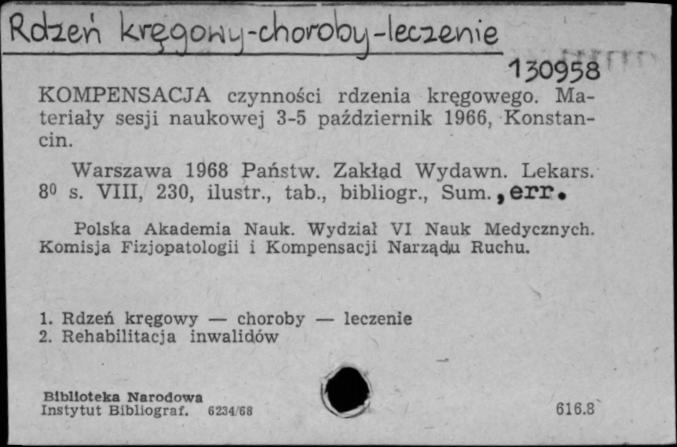 Rdzeń kręgowy-choroby-leczenie
130958
KOMPENSACJA czynności rdzenia kręgowego. Ma-
teriały sesji naukowej 3-5 październik 1966, Konstan-
cin.
Warszawa 1968 Państw. Zakład Wydawn. Lekars.
8⁰ s. VIII, 230, ilustr., tab., bibliogr., Sum., err.
Polska Akademia Nauk. Wydział VI Nauk Medycznych.
Komisja Fizjopatologii i Kompensacji Narządu Ruchu.
1. Rdzeń kręgowy — choroby — leczenie
2. Rehabilitacja inwalidów
Biblioteka Narodowa
Instytut Bibliograf. 6234/68
616.8